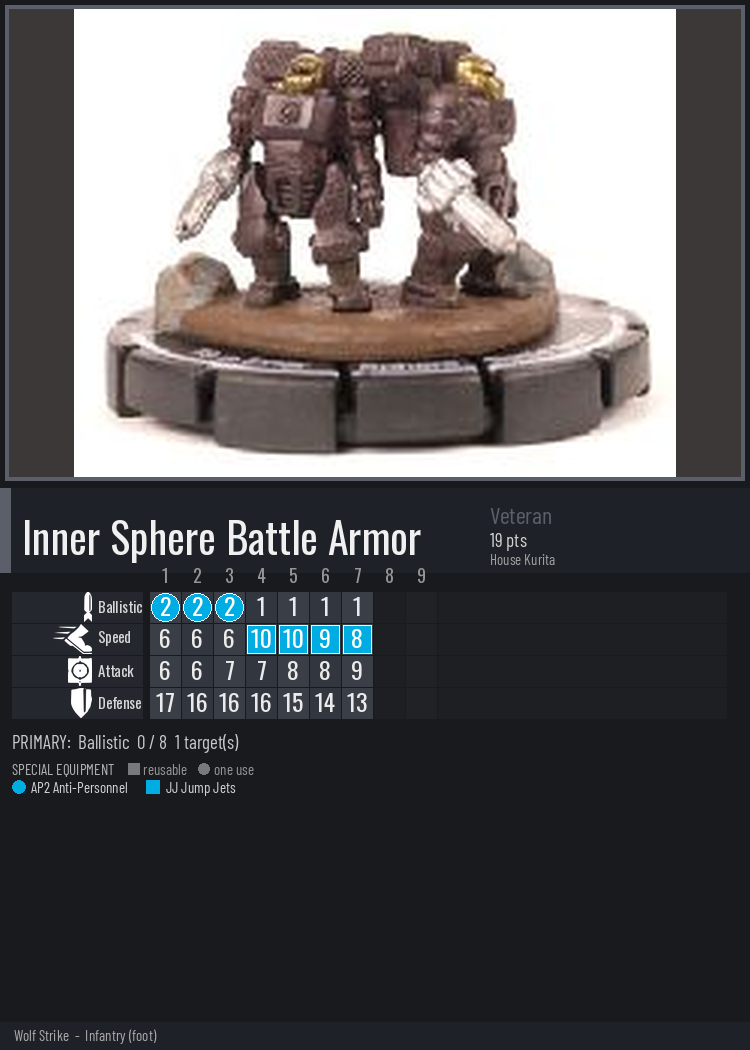 Inner Sphere Battle Armor
Veteran
19 pts
House Kurita
1 2 3 4 5 6 7 8 9
Ballistic 2 2 2 1 1 1 1
Speed 6 6 6 10 10 9 8
Attack 6 6 7 7 8 8 9
Defense 17 16 16 16 15 14 13
PRIMARY: Ballistic 0 / 8 1 target(s)
SPECIAL EQUIPMENT reusable one use
AP2 Anti-Personnel JJ Jump Jets
Wolf Strike - Infantry (foot)